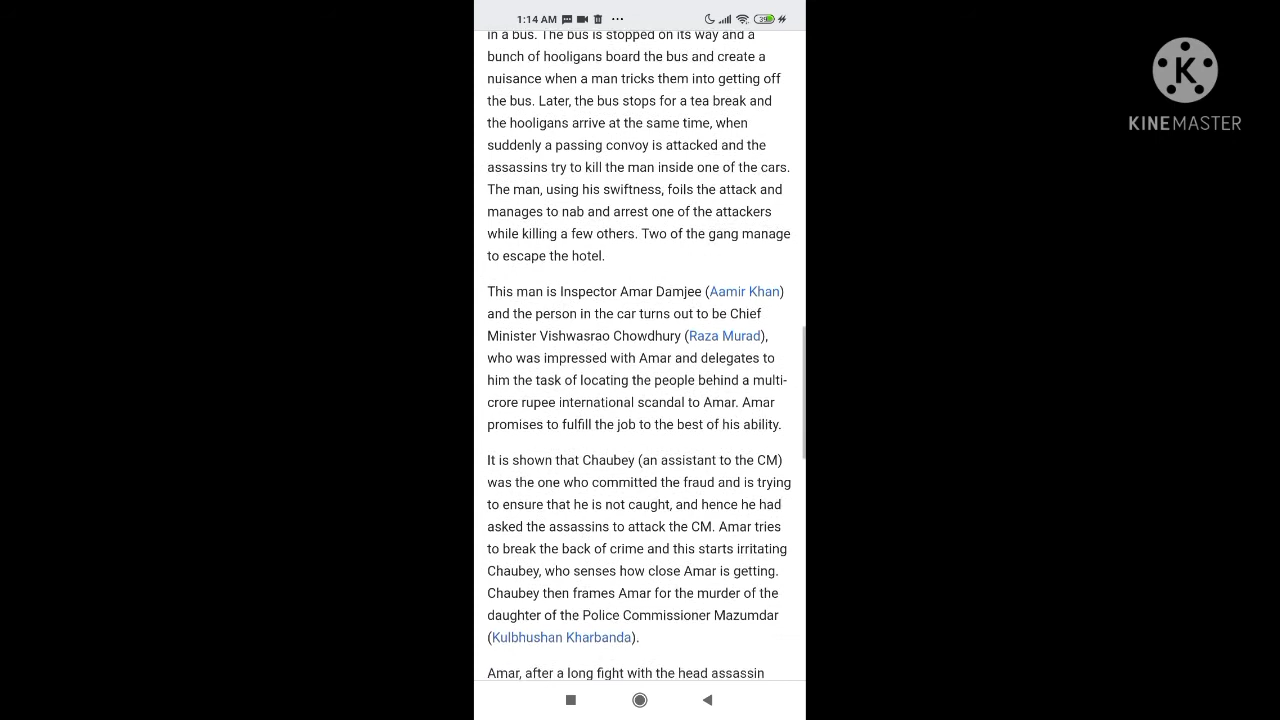 1:14 AM
39
K
KINEMASTER
in a bus. The bus is stopped on its way and a
bunch of hooligans board the bus and create a
nuisance when a man tricks them into getting off
the bus. Later, the bus stops for a tea break and
the hooligans arrive at the same time, when
suddenly a passing convoy is attacked and the
assassins try to kill the man inside one of the cars.
The man, using his swiftness, foils the attack and
manages to nab and arrest one of the attackers
while killing a few others. Two of the gang manage
to escape the hotel.
This man is Inspector Amar Damjee (Aamir Khan)
and the person in the car turns out to be Chief
Minister Vishwasrao Chowdhury (Raza Murad),
who was impressed with Amar and delegates to
him the task of locating the people behind a multi-
crore rupee international scandal to Amar. Amar
promises to fulfill the job to the best of his ability.
It is shown that Chaubey (an assistant to the CM)
was the one who committed the fraud and is trying
to ensure that he is not caught, and hence he had
asked the assassins to attack the CM. Amar tries
to break the back of crime and this starts irritating
Chaubey, who senses how close Amar is getting.
Chaubey then frames Amar for the murder of the
daughter of the Police Commissioner Mazumdar
(Kulbhushan Kharbanda).
Amar, after a long fight with the head assassin